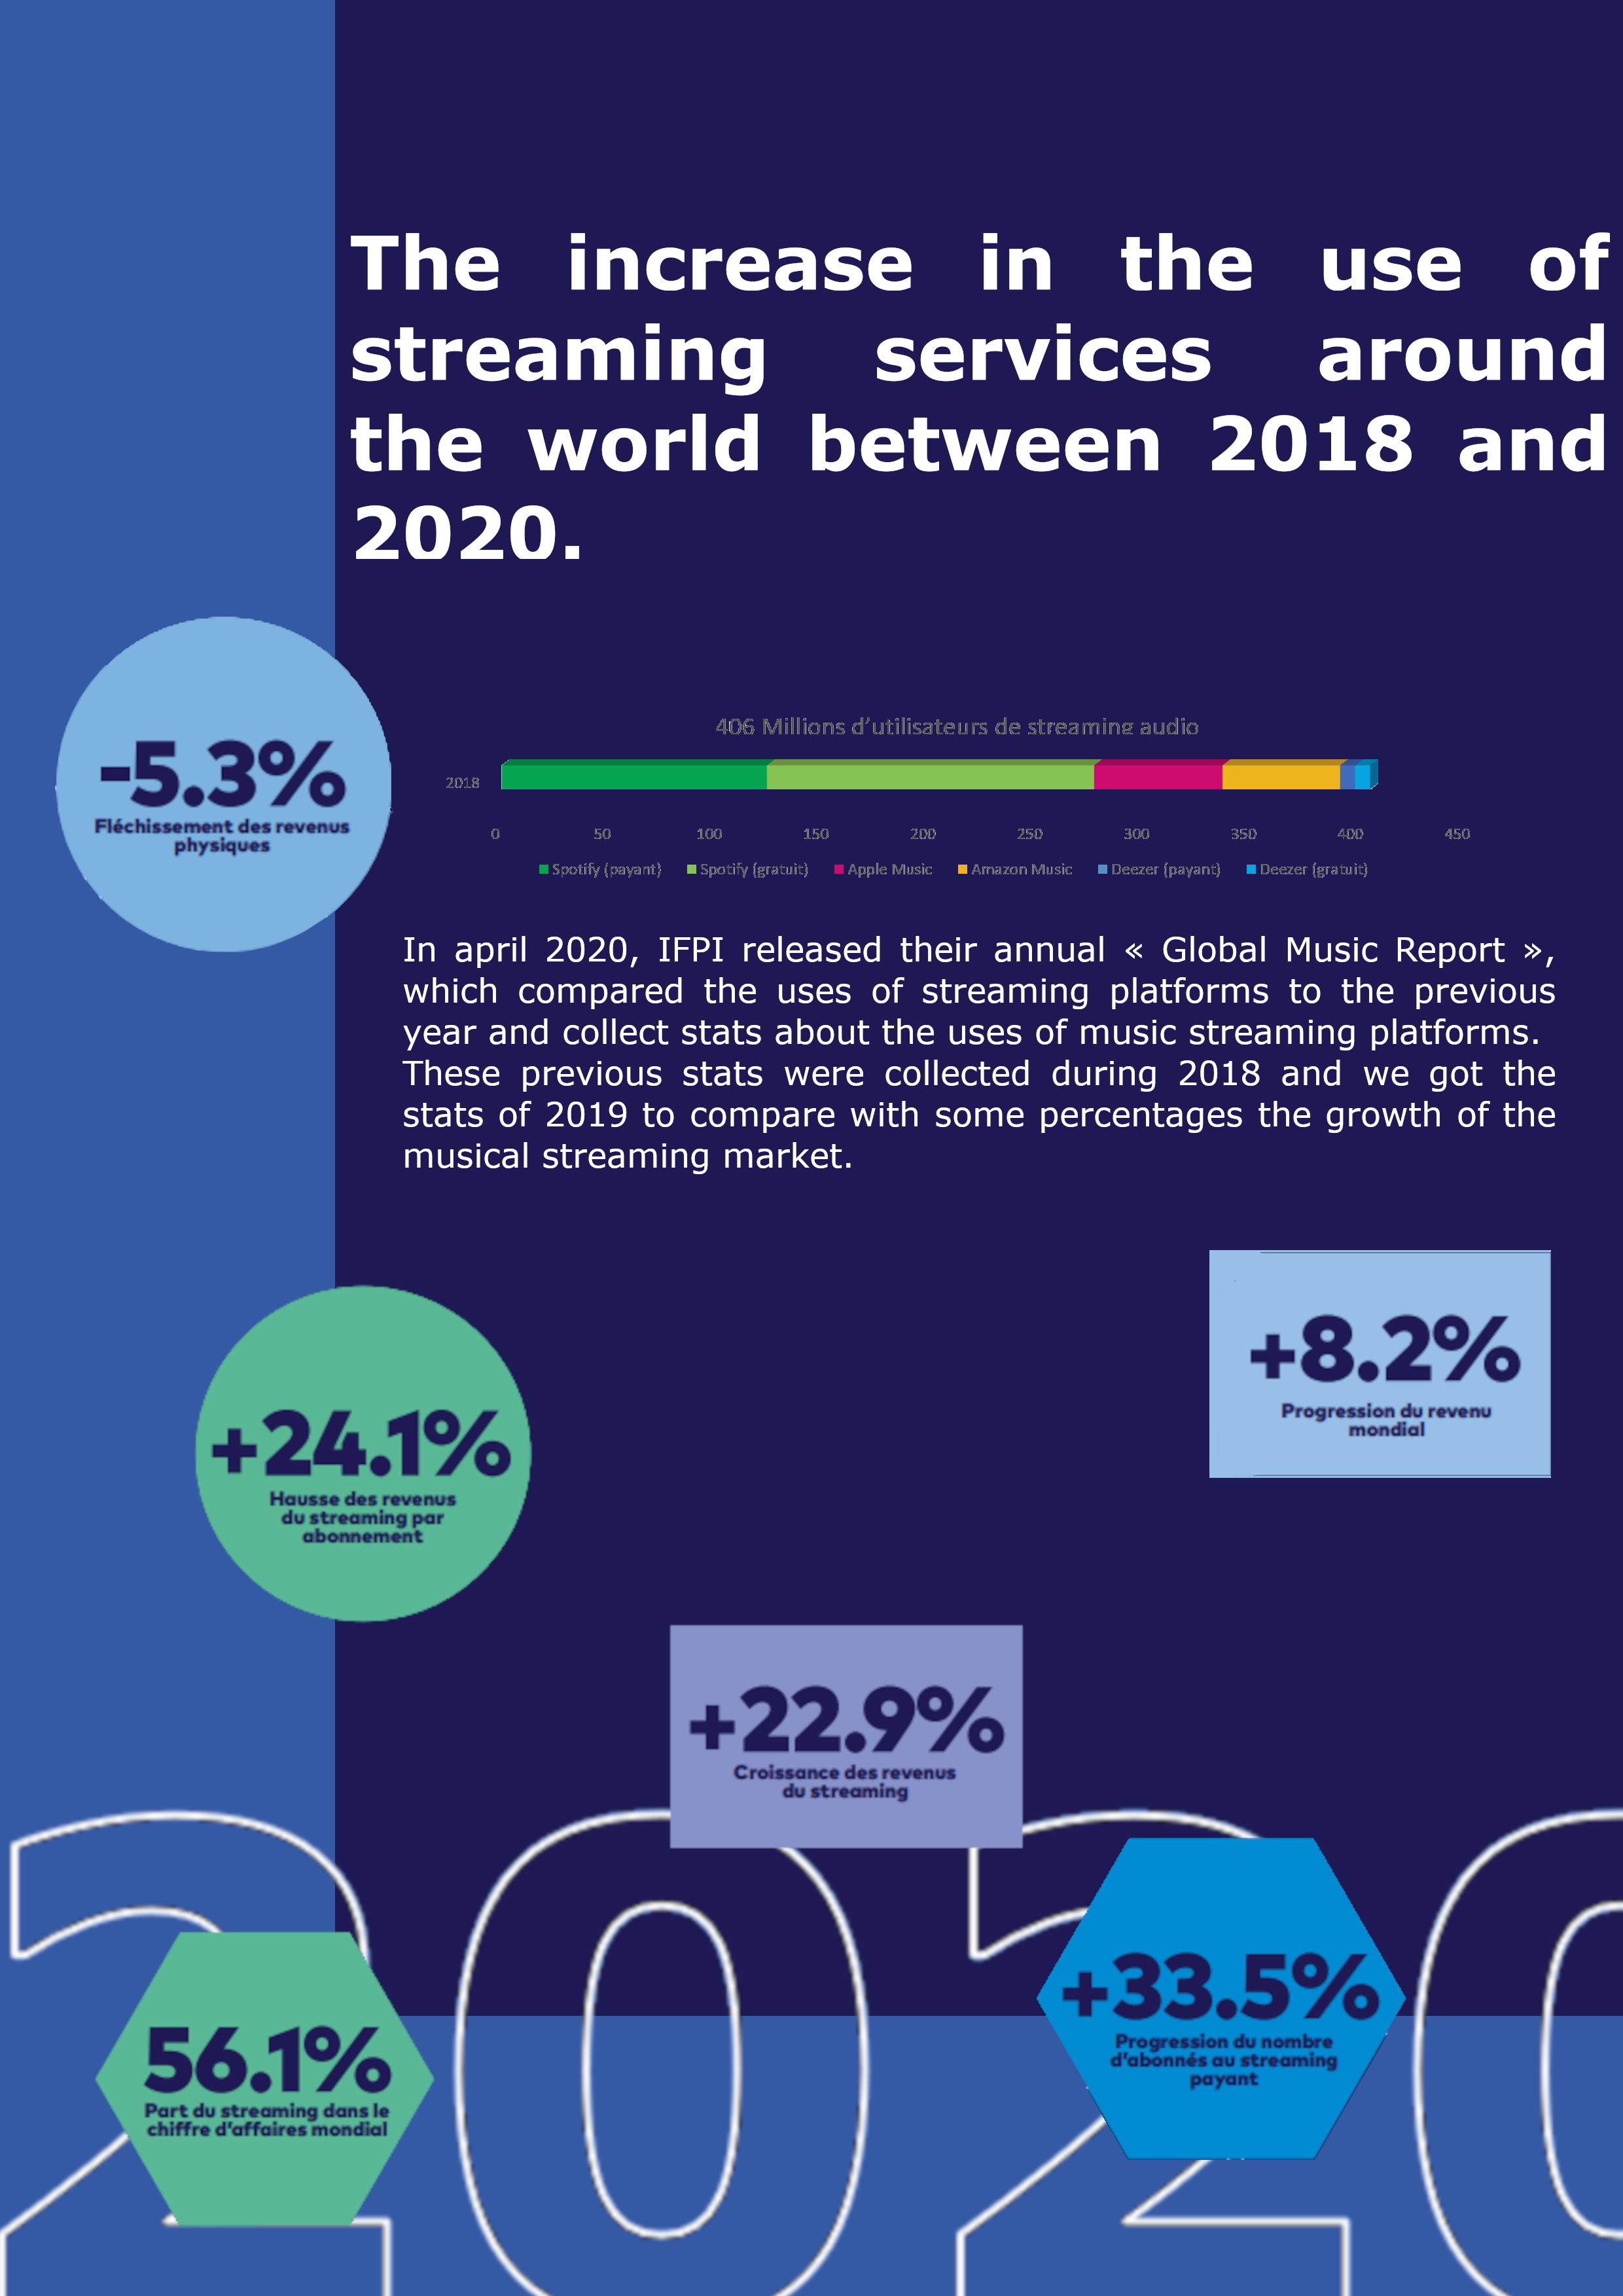 The increase in the use of
streaming services around
the world between 2018 and
2020.
-5.3%
Fléchissement des revenus
physiques
406 Millions d’utilisateurs de streaming audio
2018
0 50 100 150 200 250 300 350 400 450
Spotify (payant) Spotify (gratuit) Apple Music Amazon Music Deezer (payant) Deezer (gratuit)
In april 2020, IFPI released their annual « Global Music Report »,
which compared the uses of streaming platforms to the previous
year and collect stats about the uses of music streaming platforms.
These previous stats were collected during 2018 and we got the
stats of 2019 to compare with some percentages the growth of the
musical streaming market.
+8.2%
Progression du revenu
mondial
+24.1%
Hausse des revenus
du streaming par
abonnement
+22.9%
Croissance des revenus
du streaming
+33.5%
Progression du nombre
d’abonnés au streaming
payant
56.1%
Part du streaming dans le
chiffre d’affaires mondial
2020